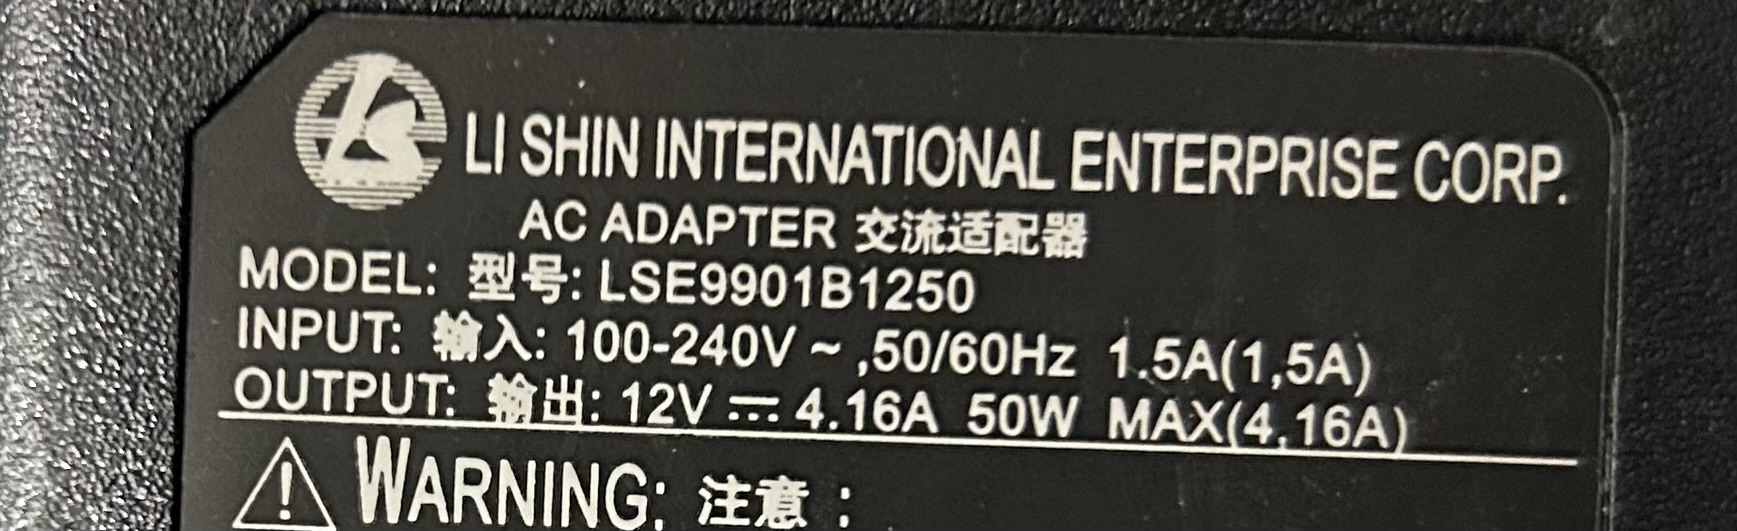 LI SHIN INTERNATIONAL ENTERPRISE CORP.
AC ADAPTER 交流适配器
MODEL: 型号: LSE9901B1250
INPUT: 输入: 100-240V ~ ,50/60Hz 1.5A(1,5A)
OUTPUT: 输出: 12V ⎓ 4.16A 50W MAX(4,16A)
WARNING: 注意 :